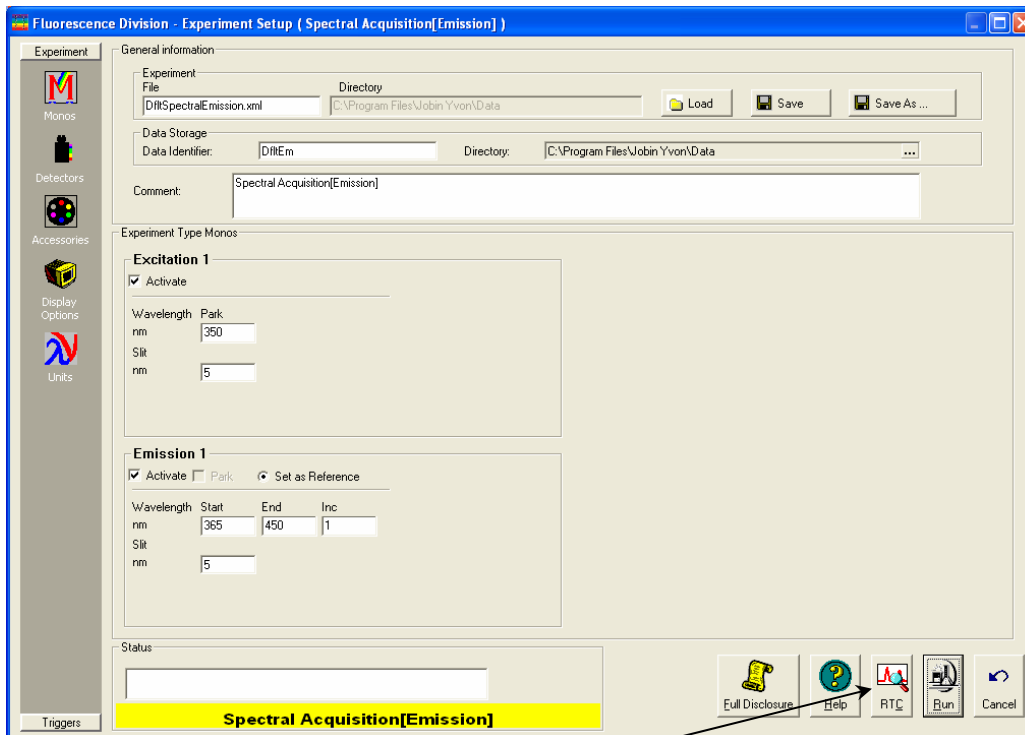 Fluorescence Division - Experiment Setup ( Spectral Acquisition[Emission] )
Experiment
Monos
Detectors
Accessories
Display
Options
Units
Triggers
General information
Experiment
File Directory
DfltSpectralEmission.xml C:\Program Files\Jobin Yvon\Data Load Save Save As ...
Data Storage
Data Identifier: DfltEm Directory: C:\Program Files\Jobin Yvon\Data ...
Comment: Spectral Acquisition[Emission]
Experiment Type Monos
Excitation 1
Activate
Wavelength Park
nm 350
Slit
nm 5
Emission 1
Activate Park Set as Reference
Wavelength Start End Inc
nm 365 450 1
Slit
nm 5
Status
Spectral Acquisition[Emission]
Full Disclosure Help RTC Run Cancel